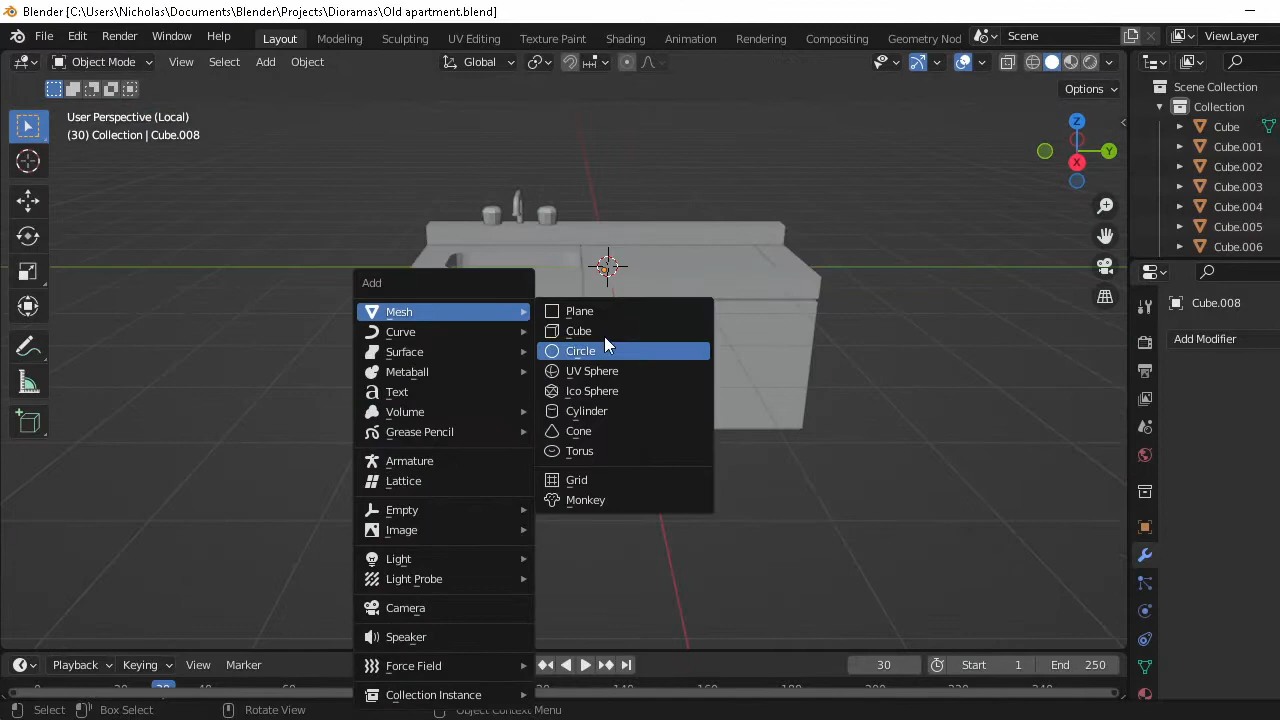 Blender [C:\Users\Nicholas\Documents\Blender\Projects\Dioramas\Old apartment.blend]
File Edit Render Window Help Layout Modeling Sculpting UV Editing Texture Paint Shading Animation Rendering Compositing Geometry Nod Scene ViewLayer
Object Mode View Select Add Object Global
Options
User Perspective (Local)
(30) Collection | Cube.008
Z
Y
X
Scene Collection
Collection
Cube
Cube.001
Cube.002
Cube.003
Cube.004
Cube.005
Cube.006
Cube.008
Add Modifier
Add
Mesh
Curve
Surface
Metaball
Text
Volume
Grease Pencil
Armature
Lattice
Empty
Image
Light
Light Probe
Camera
Speaker
Force Field
Collection Instance
Plane
Cube
Circle
UV Sphere
Ico Sphere
Cylinder
Cone
Torus
Grid
Monkey
Playback Keying View Marker 30 Start 1 End 250
Select Box Select Rotate View Object Context Menu